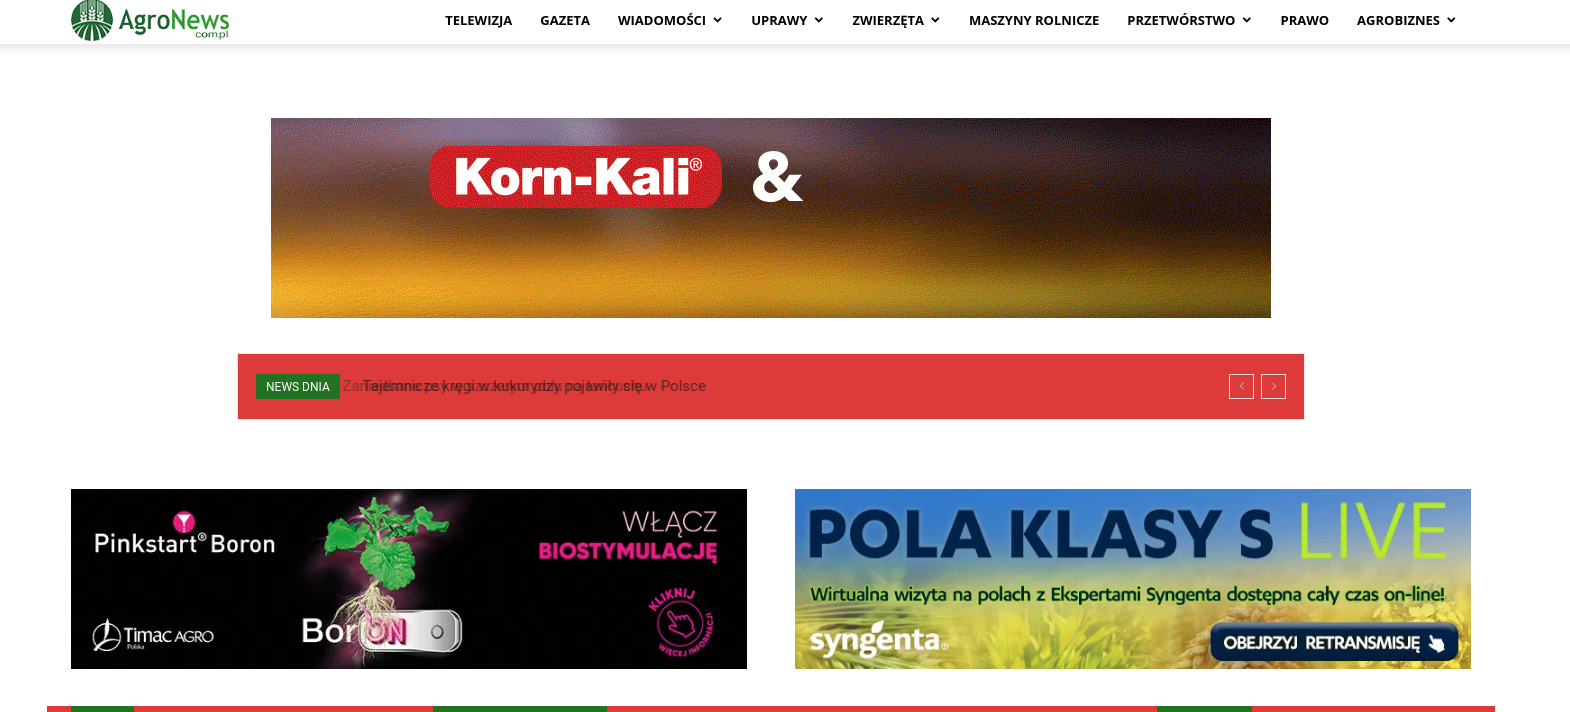 AgroNews
com.pl
TELEWIZJA GAZETA WIADOMOŚCI UPRAWY ZWIERZĘTA MASZYNY ROLNICZE PRZETWÓRSTWO PRAWO AGROBIZNES
Korn-Kali® &
NEWS DNIA Tajemnicze kręgi w kukurydzy pojawiły się w Polsce
Pinkstart® Boron
WŁĄCZ
BIOSTYMULACJĘ
KLIKNIJ
WIĘCEJ INFORMACJI
BorON
TIMAC AGRO
Polska
POLA KLASY S LIVE
Wirtualna wizyta na polach z Ekspertami Syngenta dostępna cały czas on-line!
syngenta®
OBEJRZYJ RETRANSMISJĘ